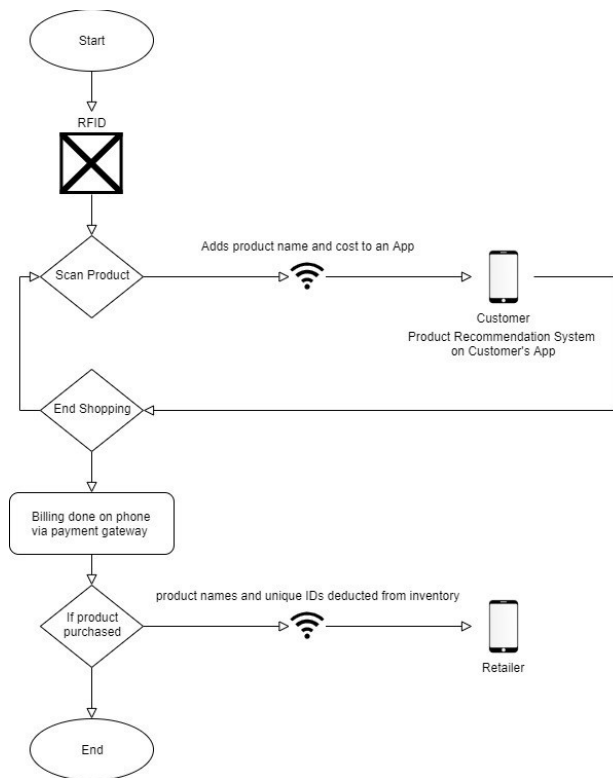 Start
RFID
Scan Product
Adds product name and cost to an App
Customer
Product Recommendation System
on Customer's App
End Shopping
Billing done on phone
via payment gateway
If product
purchased
product names and unique IDs deducted from inventory
Retailer
End